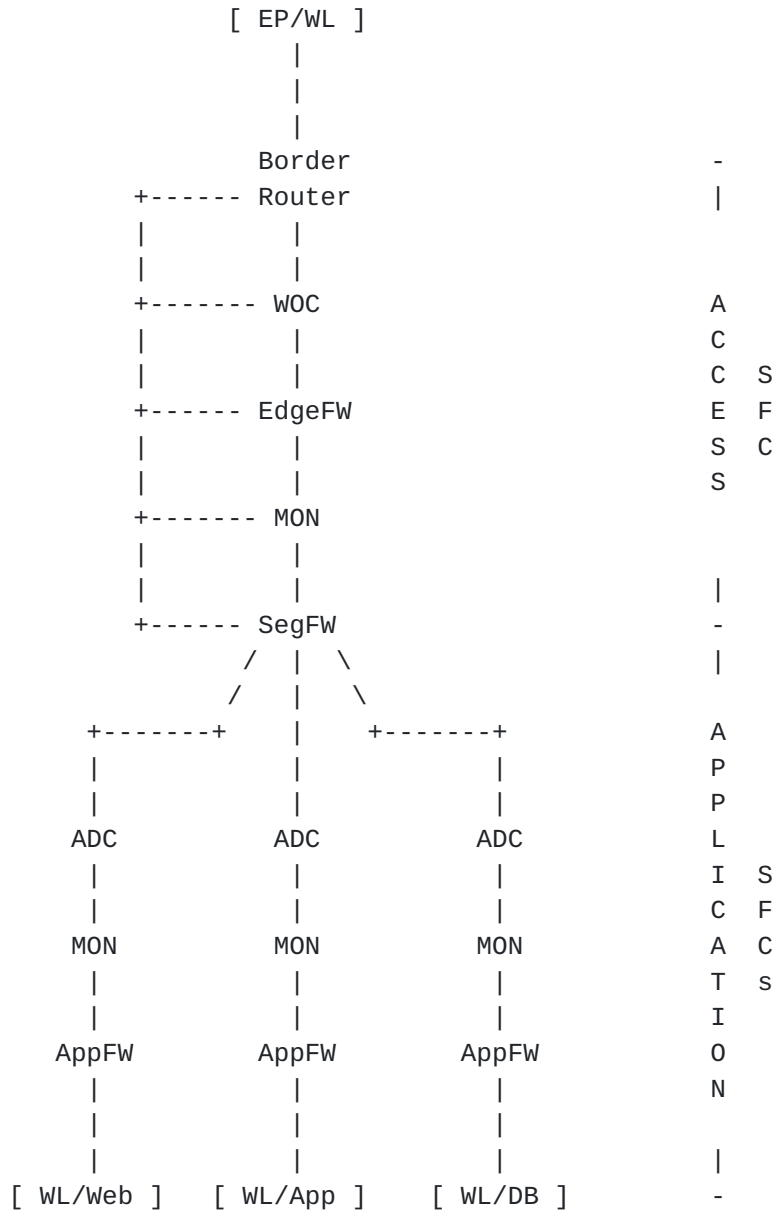 [ EP/WL ]
|
|
|
Border                       -
+------ Router                       |
|         |
|         |
+------- WOC                         A
|         |                          C
|         |                          C  S
+------ EdgeFW                       E  F
|         |                          S  C
|         |                          S
+------- MON
|         |
|         |                          |
+------ SegFW                        -
/  |  \                       |
/   |   \
+-------+    |    +-------+             A
|            |            |             P
|            |            |             P
ADC          ADC          ADC            L
|            |            |             I  S
|            |            |             C  F
MON          MON          MON            A  C
|            |            |             T  s
|            |            |             I
AppFW        AppFW        AppFW          O
|            |            |             N
|            |            |
|            |            |             |
[ WL/Web ]   [ WL/App ]    [ WL/DB ]         -